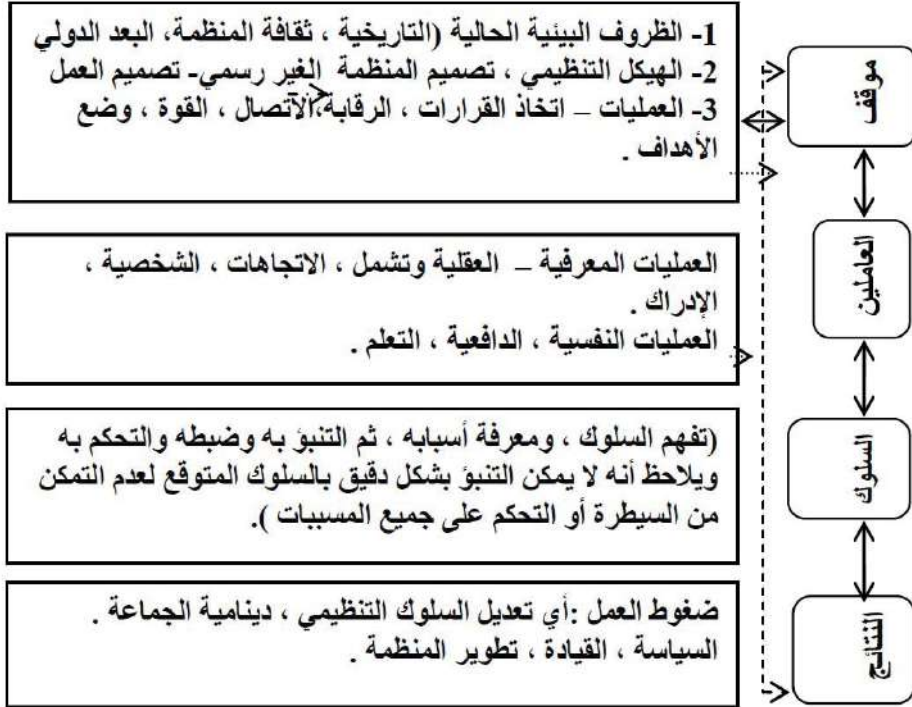 موقف
1- الظروف البيئية الحالية (التاريخية ، ثقافة المنظمة، البعد الدولي
2- الهيكل التنظيمي ، تصميم المنظمة الغير رسمي- تصميم العمل
3- العمليات – اتخاذ القرارات ، الرقابة،الاتصال ، القوة ، وضع
الأهداف .
العاملين
العمليات المعرفية – العقلية وتشمل ، الاتجاهات ، الشخصية ،
الإدراك .
العمليات النفسية ، الدافعية ، التعلم .
السلوك
(تفهم السلوك ، ومعرفة أسبابه ، ثم التنبؤ به وضبطه والتحكم به
ويلاحظ أنه لا يمكن التنبؤ بشكل دقيق بالسلوك المتوقع لعدم التمكن
من السيطرة أو التحكم على جميع المسببات ).
النتائج
ضغوط العمل :أي تعديل السلوك التنظيمي ، دينامية الجماعة .
السياسة ، القيادة ، تطوير المنظمة .